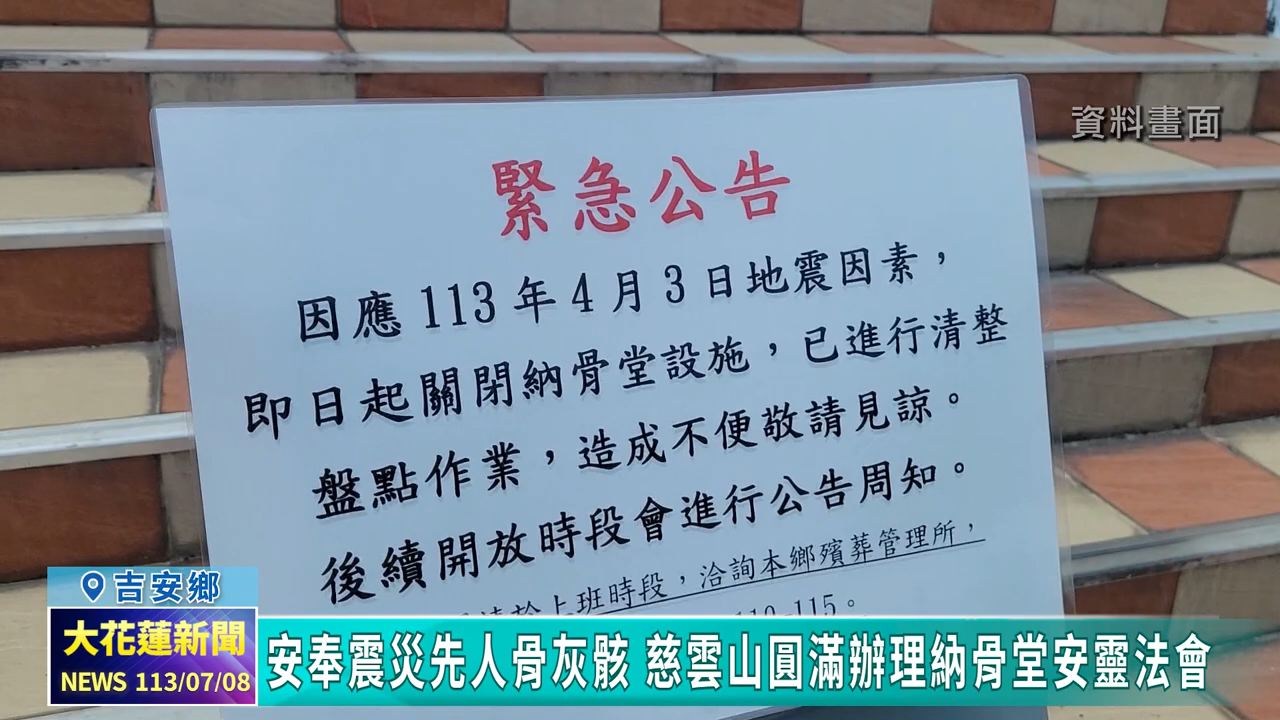 資料畫面
緊急公告
因應113年4月3日地震因素，
即日起關閉納骨堂設施，已進行清整
盤點作業，造成不便敬請見諒。
後續開放時段會進行公告周知。
上班時段，洽詢本鄉殯葬管理所，
110-115。
吉安鄉
大花蓮新聞
NEWS 113/07/08
安奉震災先人骨灰骸 慈雲山圓滿辦理納骨堂安靈法會